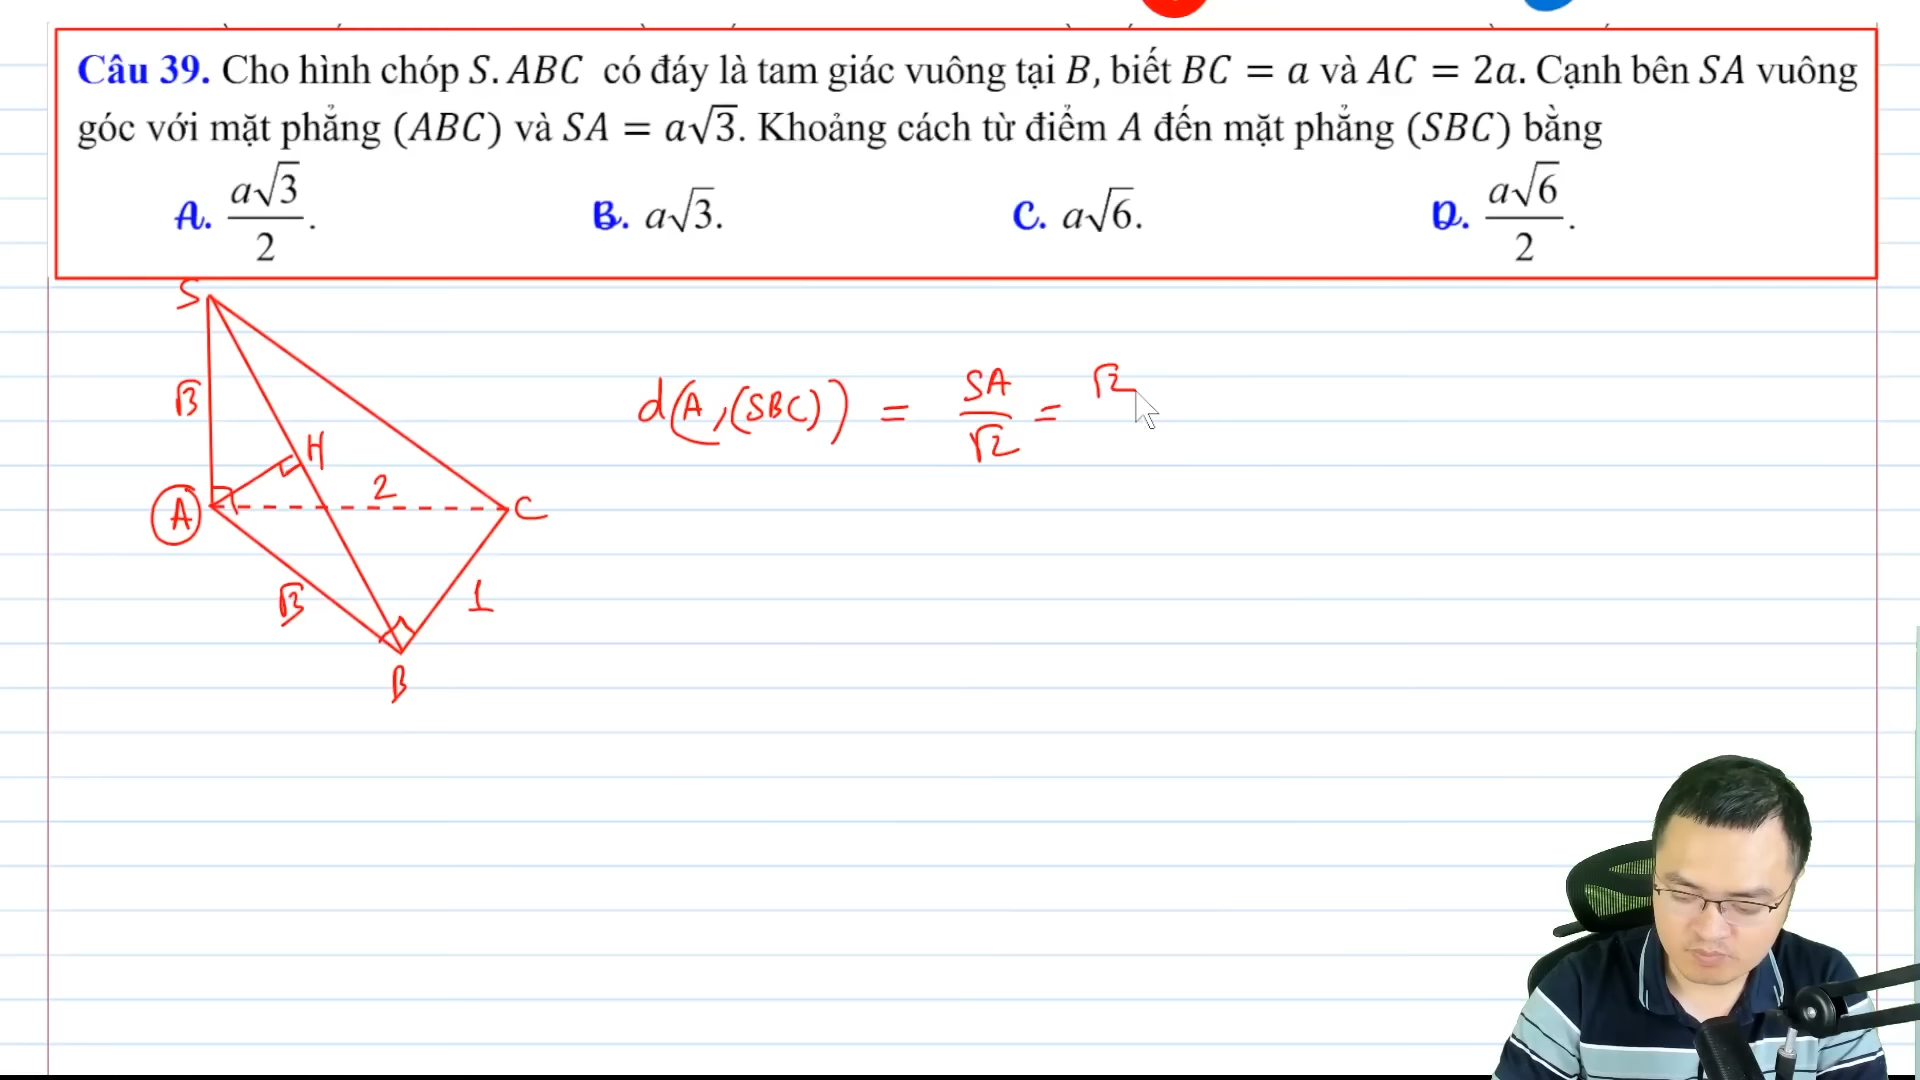 Câu 39. Cho hình chóp S.ABC có đáy là tam giác vuông tại B, biết BC = a và AC = 2a. Cạnh bên SA vuông
góc với mặt phẳng (ABC) và SA = a√3. Khoảng cách từ điểm A đến mặt phẳng (SBC) bằng
A. a√3/2. B. a√3. C. a√6. D. a√6/2.
S
√3
H
A
2
C
√3
1
B
d(A,(SBC)) = SA/√2 = √2